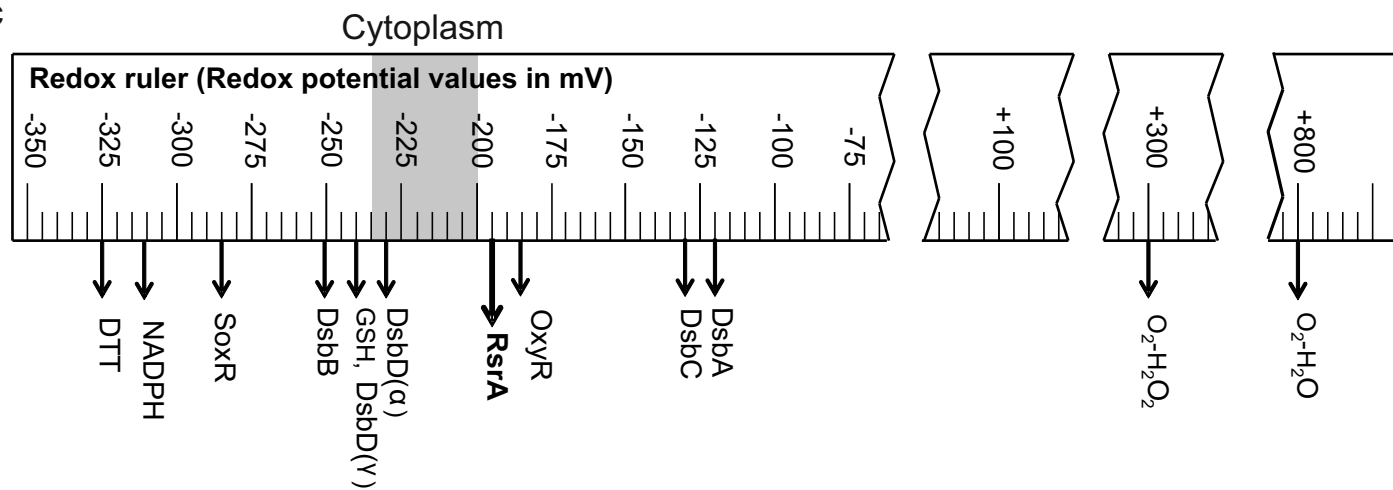 c
Cytoplasm
Redox ruler (Redox potential values in mV)
-350
-325
-300
-275
-250
-225
-200
-175
-150
-125
-100
-75
+100
+300
+800
DTT
NADPH
SoxR
DsbB
GSH, DsbD(γ)
DsbD(α)
RsrA
OxyR
DsbC
DsbA
O₂-H₂O₂
O₂-H₂O